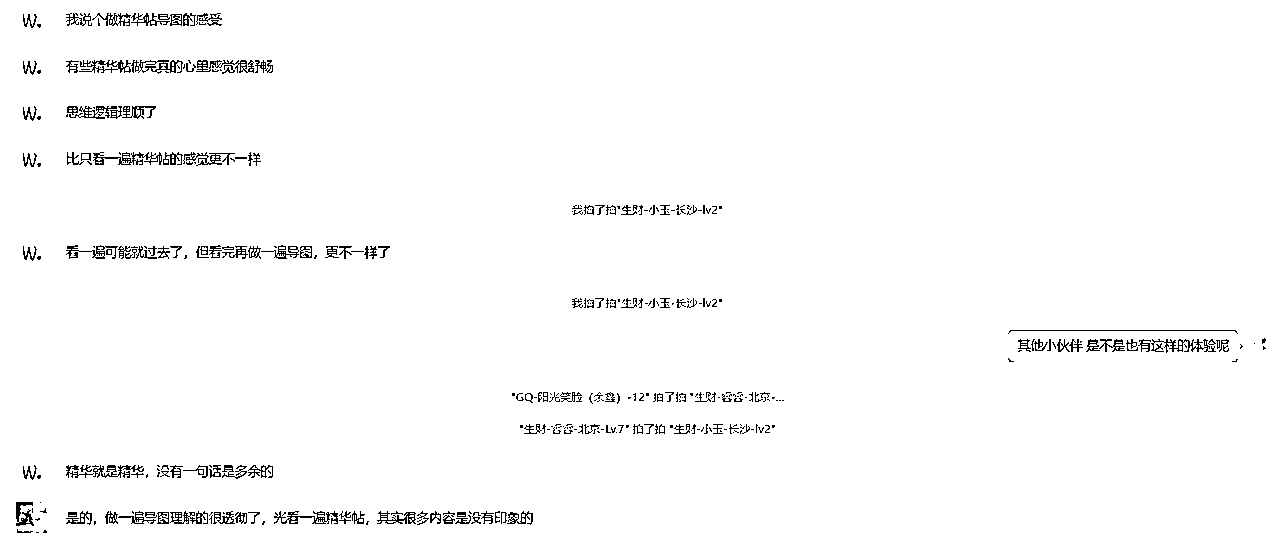 W. 我说个做精华帖导图的感受
W. 有些精华帖做完真的心里感觉很舒畅
W. 思维逻辑理顺了
W. 比只看一遍精华帖的感觉更不一样
我拍了拍"生财-小玉-长沙-lv2"
W. 看一遍可能就过去了，但看完再做一遍导图，更不一样了
我拍了拍"生财-小玉-长沙-lv2"
其他小伙伴 是不是也有这样的体验呢
"GQ-阳光笑脸（余鑫）-12" 拍了拍 "生财-睿睿-北京-...
"生财-睿睿-北京-Lv.7" 拍了拍 "生财-小玉-长沙-lv2"
W. 精华就是精华，没有一句话是多余的
是的，做一遍导图理解的很透彻了，光看一遍精华帖，其实很多内容是没有印象的